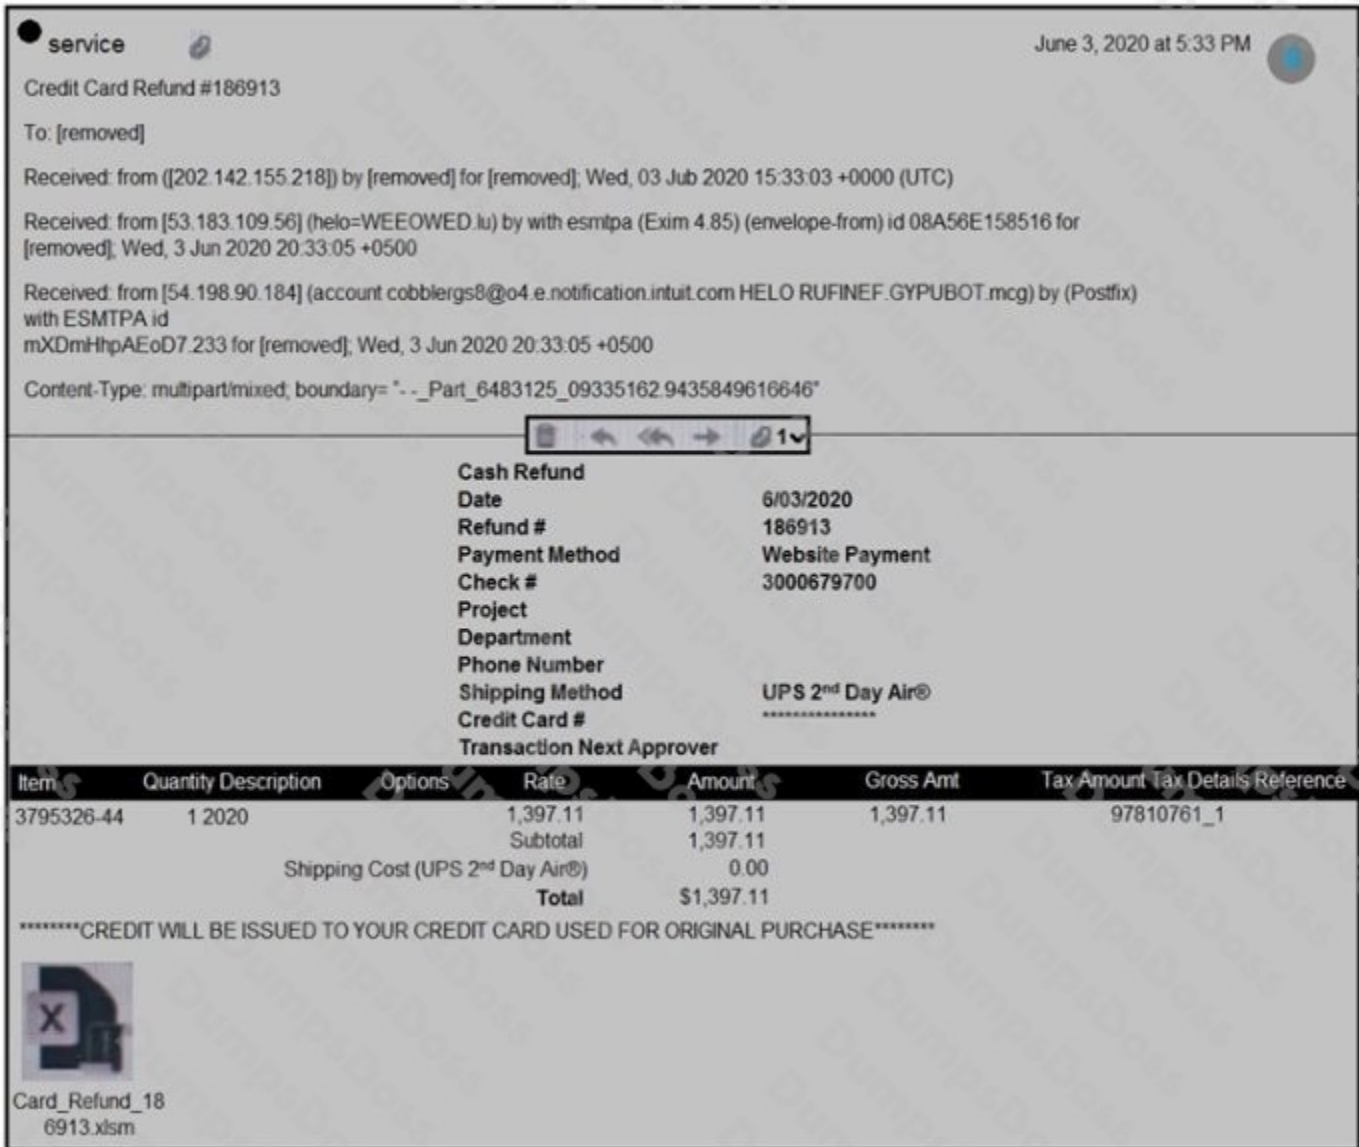 service
June 3, 2020 at 5:33 PM
Credit Card Refund #186913
To: [removed]
Received: from ([202.142.155.218]) by [removed] for [removed]; Wed, 03 Jub 2020 15:33:03 +0000 (UTC)
Received: from [53.183.109.56] (helo=WEEOWED.lu) by with esmtpa (Exim 4.85) (envelope-from) id 08A56E158516 for
[removed]; Wed, 3 Jun 2020 20:33:05 +0500
Received: from [54.198.90.184] (account cobblergs8@o4.e.notification.intuit.com HELO RUFINEF.GYPUBOT.mcg) by (Postfix)
with ESMTPA id
mXDmHhpAEoD7.233 for [removed]; Wed, 3 Jun 2020 20:33:05 +0500
Content-Type: multipart/mixed; boundary= "- -_Part_6483125_09335162.9435849616646"
1
Cash Refund
Date 6/03/2020
Refund # 186913
Payment Method Website Payment
Check # 3000679700
Project
Department
Phone Number
Shipping Method UPS 2nd Day Air®
Credit Card # ***************
Transaction Next Approver
Item Quantity Description Options Rate Amount Gross Amt Tax Amount Tax Details Reference
3795326-44 1 2020 1,397.11 1,397.11 1,397.11 97810761_1
Subtotal 1,397.11
Shipping Cost (UPS 2nd Day Air®) 0.00
Total $1,397.11
********CREDIT WILL BE ISSUED TO YOUR CREDIT CARD USED FOR ORIGINAL PURCHASE********
X
Card_Refund_18
6913.xlsm
DumpsDoss